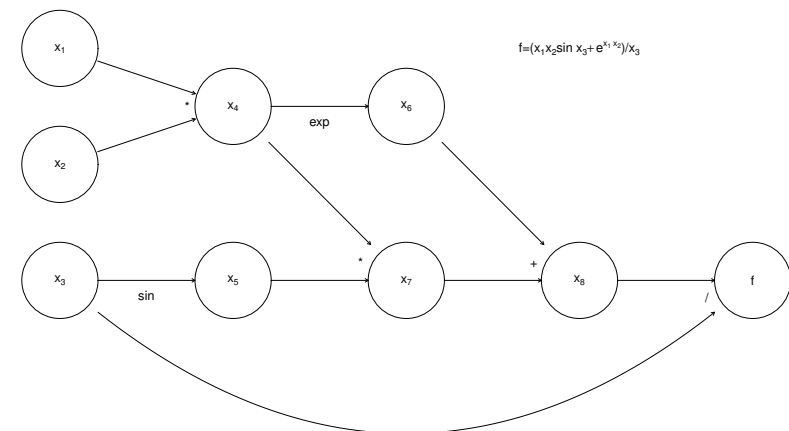 x₁
f=(x₁x₂sin x₃+e^{x₁ x₂})/x₃
*
x₄
exp
x₆
x₂
x₃
sin
x₅
*
x₇
+
x₈
/
f